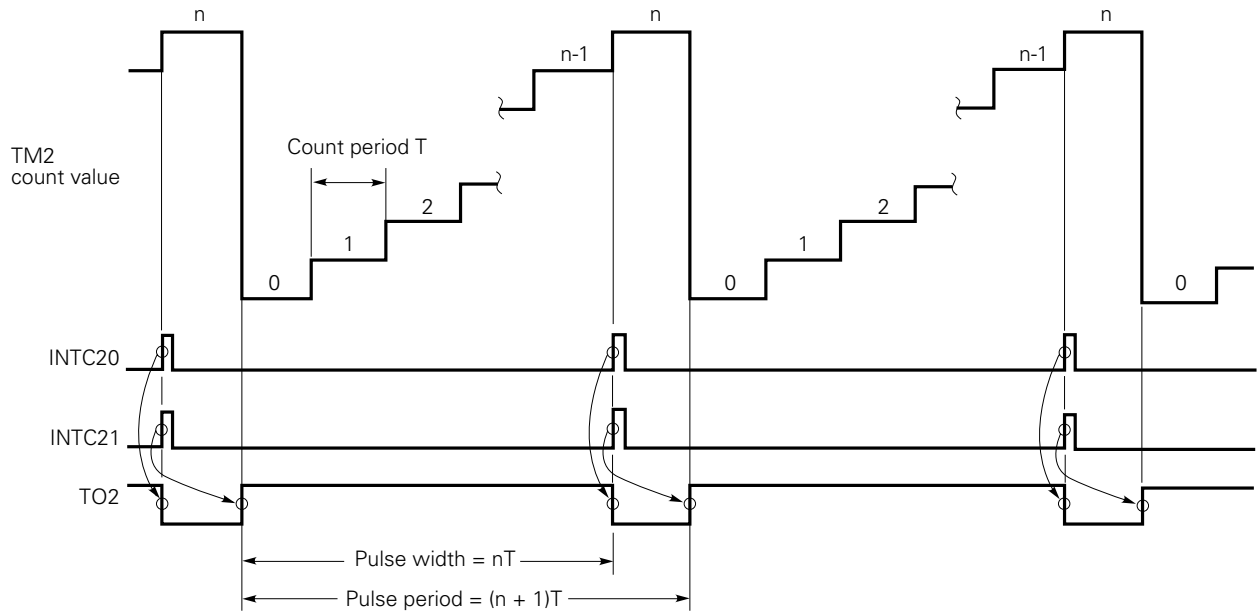 n n n
n-1 n-1
Count period T
TM2
count value
2 2
1 1
0 0 0
INTC20
INTC21
TO2
Pulse width = nT
Pulse period = (n + 1)T